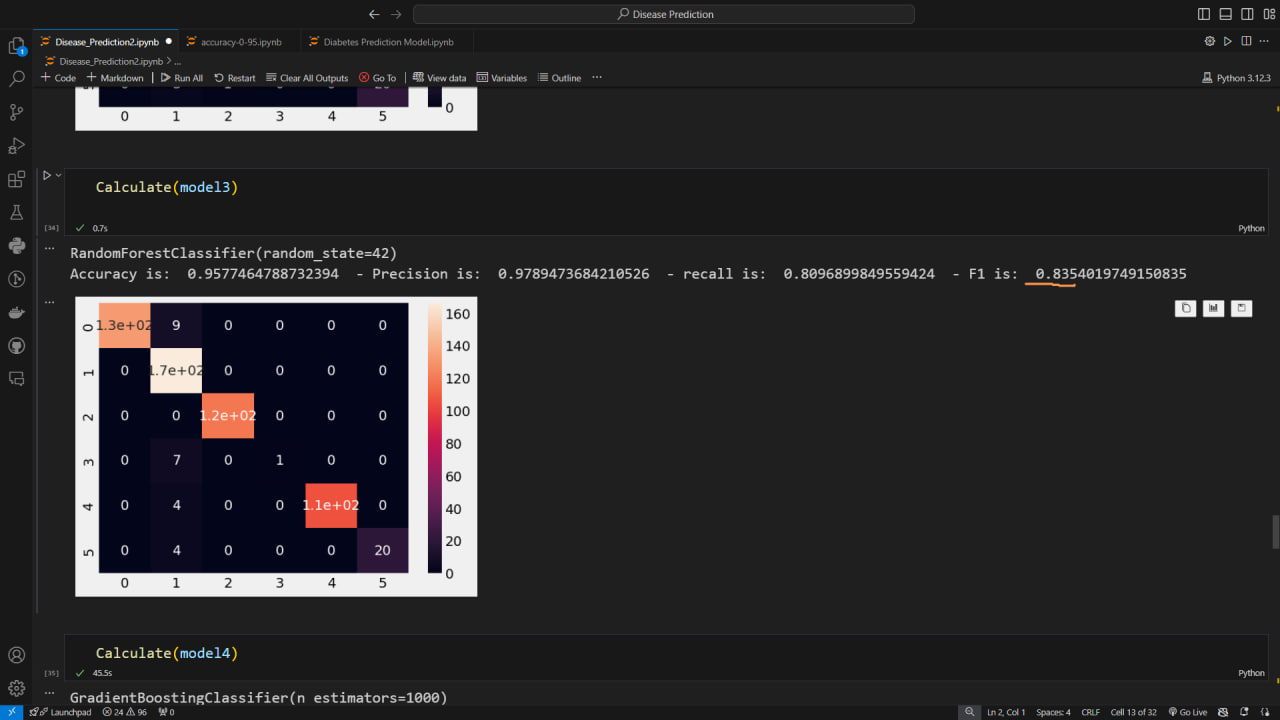 Disease Prediction
Disease_Prediction2.ipynb
accuracy-0-95.ipynb
Diabetes Prediction Model.ipynb
Disease_Prediction2.ipynb > ...
Code
Markdown
Run All
Restart
Clear All Outputs
Go To
View data
Variables
Outline
...
Python 3.12.3
1
20
0
0 1 2 3 4 5
Calculate(model3)
[34]
0.7s
Python
RandomForestClassifier(random_state=42)
Accuracy is: 0.9577464788732394 - Precision is: 0.9789473684210526 - recall is: 0.8096899849559424 - F1 is: 0.8354019749150835
0 1.3e+02 9 0 0 0 0
1 0 1.7e+02 0 0 0 0
2 0 0 1.2e+02 0 0 0
3 0 7 0 1 0 0
4 0 4 0 0 1.1e+02 0
5 0 4 0 0 0 20
0 1 2 3 4 5
160
140
120
100
80
60
40
20
0
Calculate(model4)
[35]
45.5s
Python
GradientBoostingClassifier(n_estimators=1000)
Launchpad
24
96
0
Ln 2, Col 1
Spaces: 4
CRLF
Cell 13 of 32
Go Live